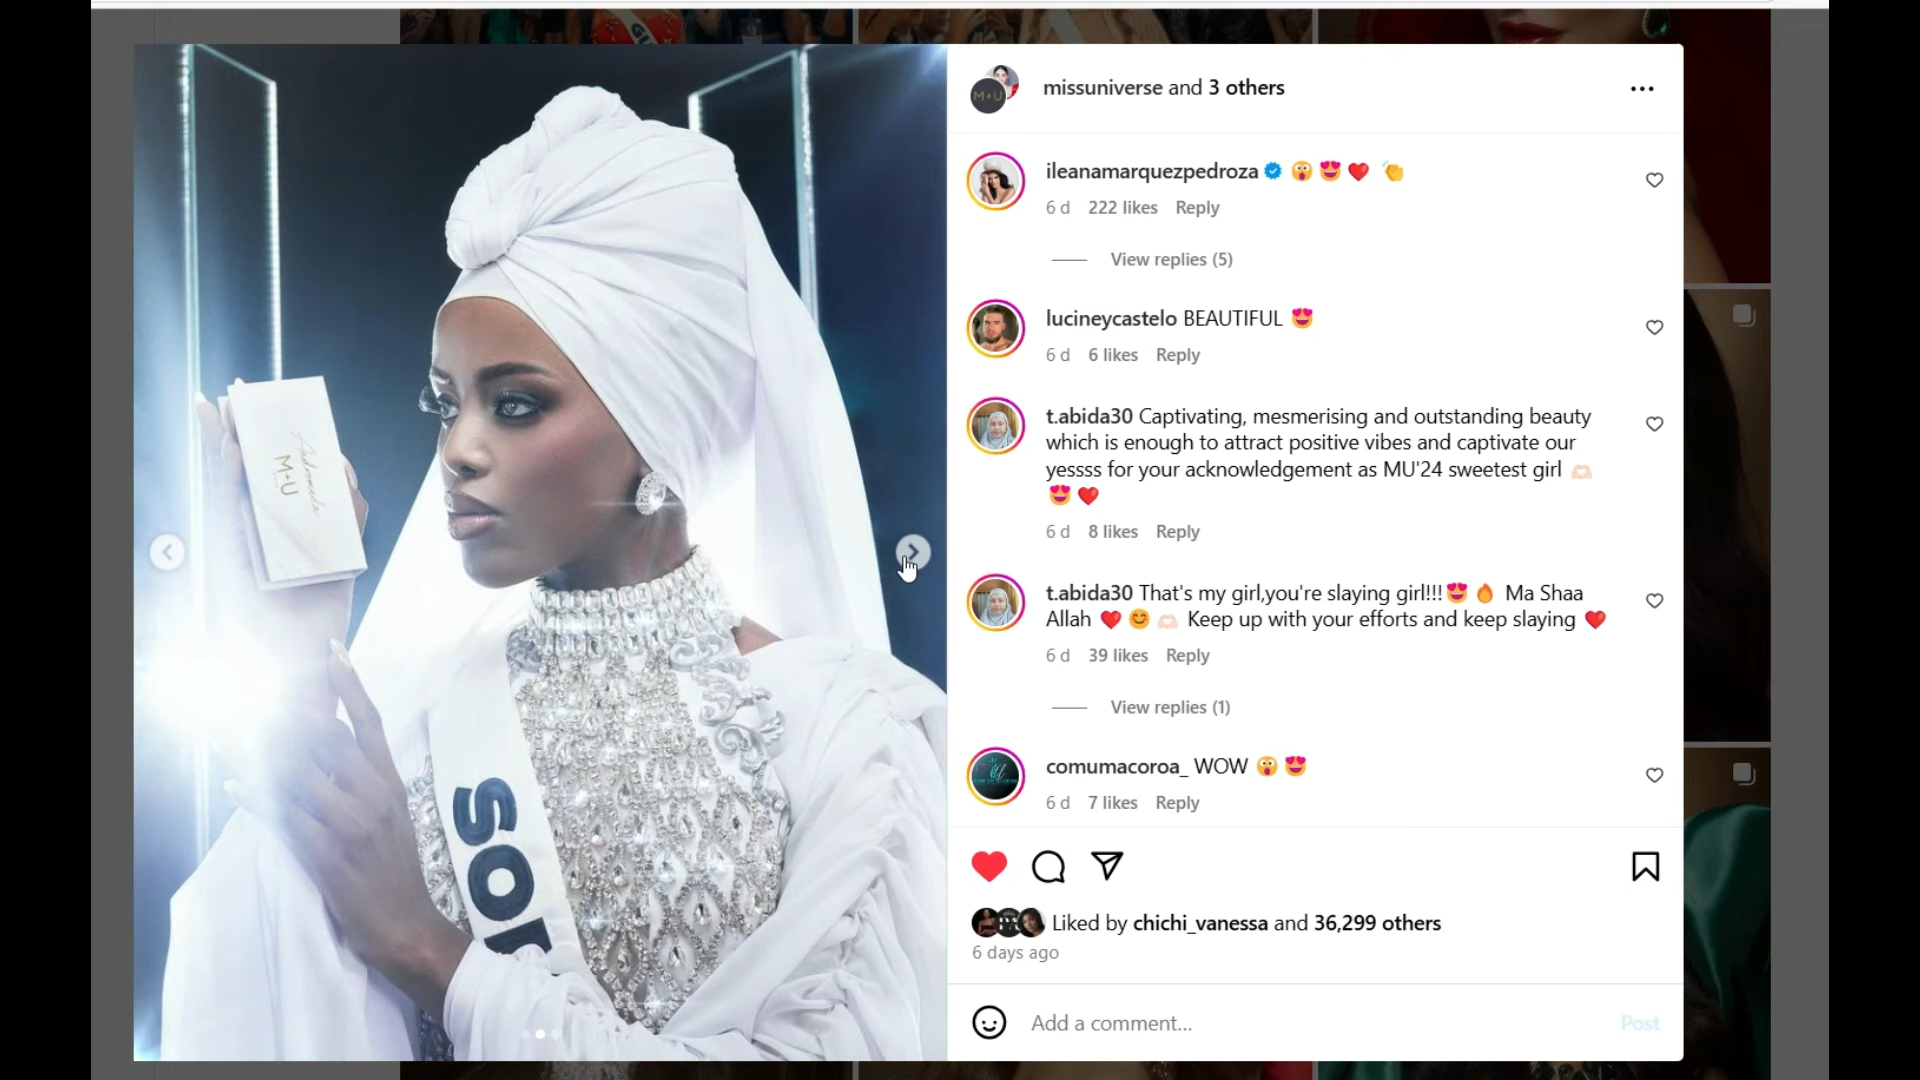 missuniverse and 3 others
M+U
ileanamarquezpedroza 😲😍❤️ 👏
6 d 222 likes Reply
View replies (5)
lucineycastelo BEAUTIFUL 😍
6 d 6 likes Reply
t.abida30 Captivating, mesmerising and outstanding beauty
which is enough to attract positive vibes and captivate our
yessss for your acknowledgement as MU'24 sweetest girl 🫶🏻
😍❤️
6 d 8 likes Reply
t.abida30 That's my girl,you're slaying girl!!!😍🔥 Ma Shaa
Allah ❤️😊🫶🏻 Keep up with your efforts and keep slaying ❤️
6 d 39 likes Reply
View replies (1)
comumacoroa_ WOW 😲😍
6 d 7 likes Reply
Liked by chichi_vanessa and 36,299 others
6 days ago
Add a comment...
Post
Andromeda
M+U
SO